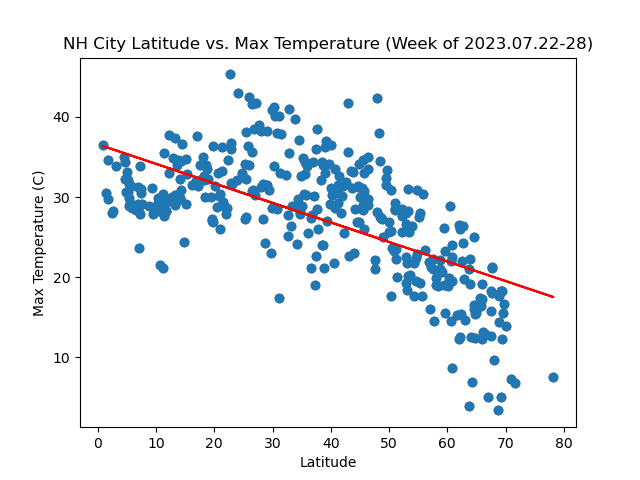 NH City Latitude vs. Max Temperature (Week of 2023.07.22-28)
Max Temperature (C)
40
30
20
10
0 10 20 30 40 50 60 70 80
Latitude